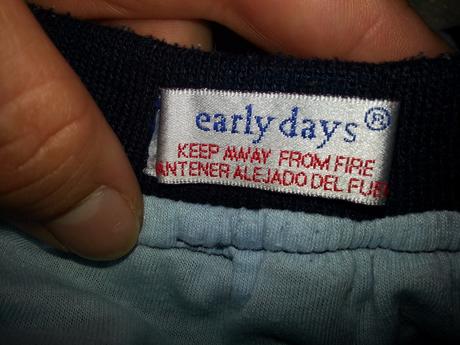 early days®
KEEP AWAY FROM FIRE
ANTENER ALEJADO DEL FUE